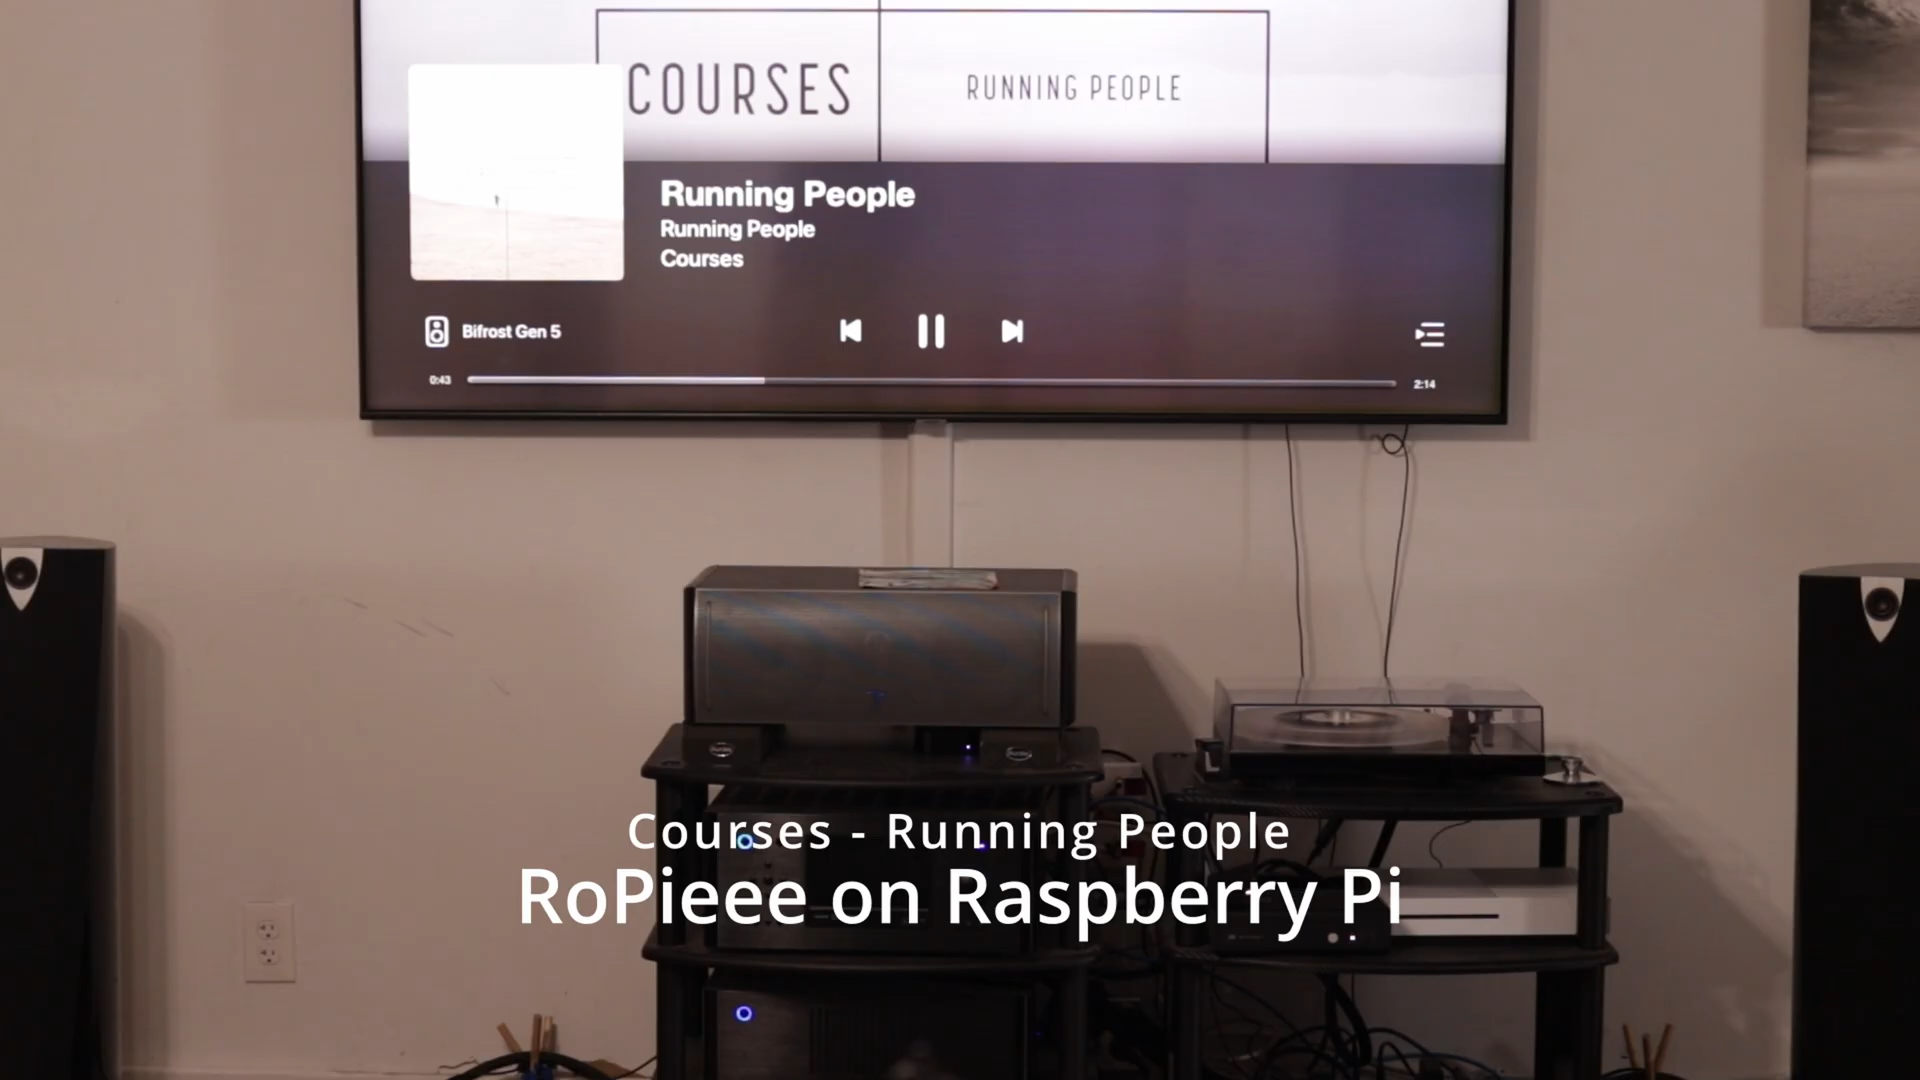 COURSES
RUNNING PEOPLE
Running People
Running People
Courses
Bifrost Gen 5
0:43
2:14
Courses - Running People
RoPieee on Raspberry Pi